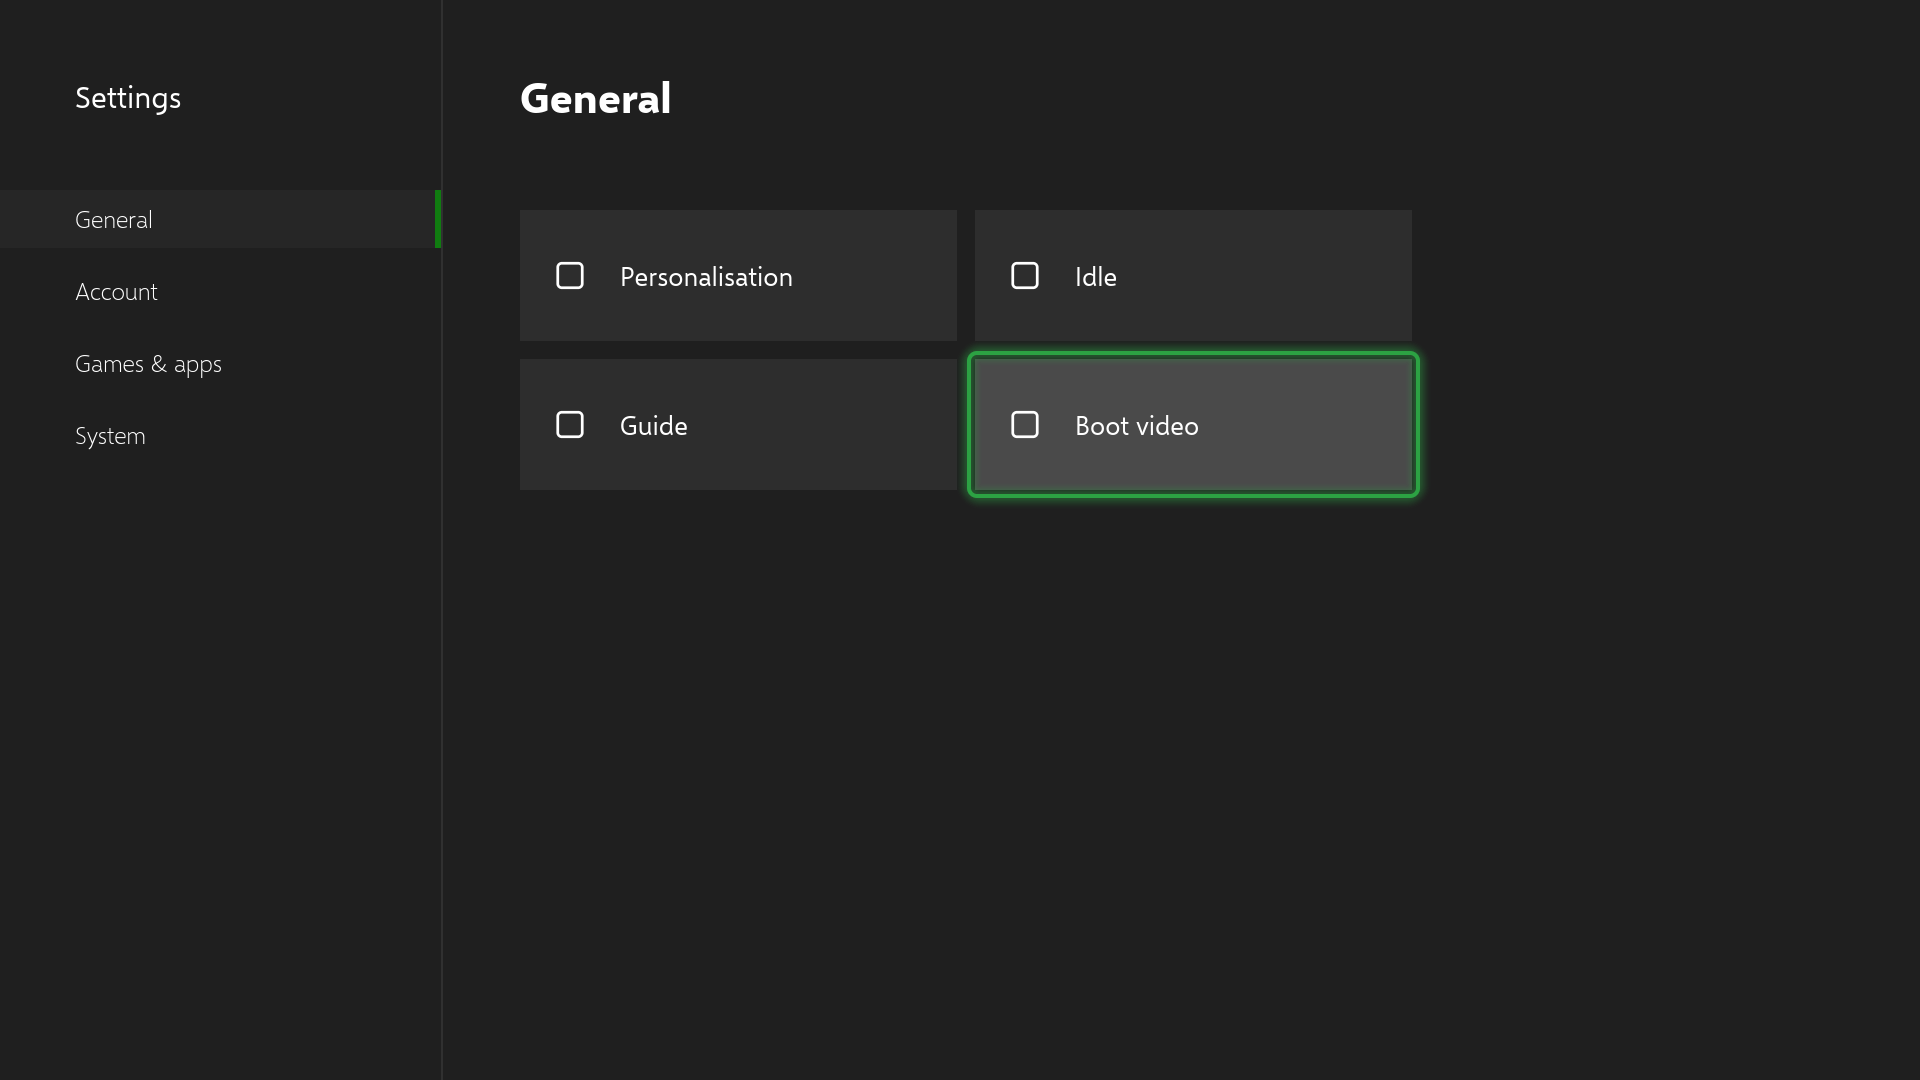 Settings
General
Account
Games & apps
System
General
Personalisation
Idle
Guide
Boot video